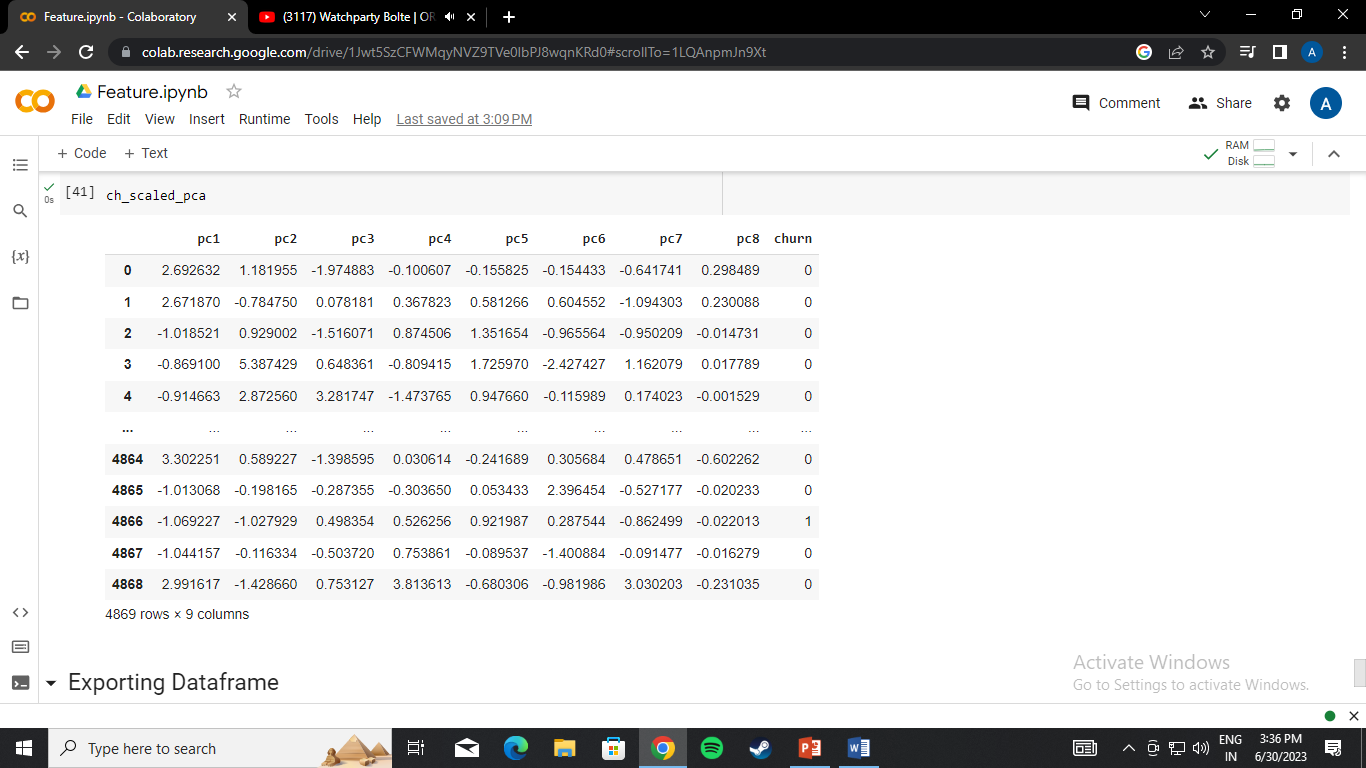 Feature.ipynb - Colaboratory
(3117) Watchparty Bolte | OR
colab.research.google.com/drive/1Jwt5SzCFWMqyNVZ9TVe0lbPJ8wqnKRd0#scrollTo=1LQAnpmJn9Xt
A
Feature.ipynb
File Edit View Insert Runtime Tools Help Last saved at 3:09 PM
Comment Share A
+ Code + Text
RAM
Disk
[41] ch_scaled_pca
0s
pc1 pc2 pc3 pc4 pc5 pc6 pc7 pc8 churn
0 2.692632 1.181955 -1.974883 -0.100607 -0.155825 -0.154433 -0.641741 0.298489 0
1 2.671870 -0.784750 0.078181 0.367823 0.581266 0.604552 -1.094303 0.230088 0
2 -1.018521 0.929002 -1.516071 0.874506 1.351654 -0.965564 -0.950209 -0.014731 0
3 -0.869100 5.387429 0.648361 -0.809415 1.725970 -2.427427 1.162079 0.017789 0
4 -0.914663 2.872560 3.281747 -1.473765 0.947660 -0.115989 0.174023 -0.001529 0
... ... ... ... ... ... ... ... ... ...
4864 3.302251 0.589227 -1.398595 0.030614 -0.241689 0.305684 0.478651 -0.602262 0
4865 -1.013068 -0.198165 -0.287355 -0.303650 0.053433 2.396454 -0.527177 -0.020233 0
4866 -1.069227 -1.027929 0.498354 0.526256 0.921987 0.287544 -0.862499 -0.022013 1
4867 -1.044157 -0.116334 -0.503720 0.753861 -0.089537 -1.400884 -0.091477 -0.016279 0
4868 2.991617 -1.428660 0.753127 3.813613 -0.680306 -0.981986 3.030203 -0.231035 0
4869 rows × 9 columns
{x}
Exporting Dataframe
Activate Windows
Go to Settings to activate Windows.
Type here to search
ENG
IN
3:36 PM
6/30/2023